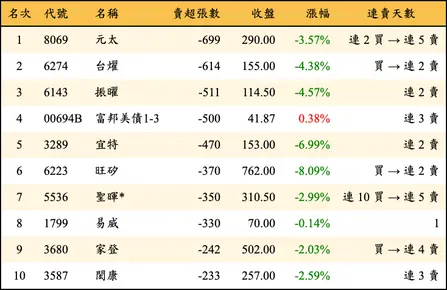 名次 代號 名稱 賣超張數 收盤 漲幅 連賣天數
1 8069 元太 -699 290.00 -3.57% 連 2 買 → 連 5 賣
2 6274 台燿 -614 155.00 -4.38% 買 → 連 2 賣
3 6143 振曜 -511 114.50 -4.57% 連 2 賣
4 00694B 富邦美債1-3 -500 41.87 0.38% 連 3 賣
5 3289 宜特 -470 153.00 -6.99% 連 2 賣
6 6223 旺矽 -370 762.00 -8.09% 買 → 連 2 賣
7 5536 聖暉* -350 310.50 -2.99% 連 10 買 → 連 5 賣
8 1799 易威 -330 70.00 -0.14% 1
9 3680 家登 -242 502.00 -2.03% 買 → 連 4 賣
10 3587 閎康 -233 257.00 -2.59% 連 3 賣